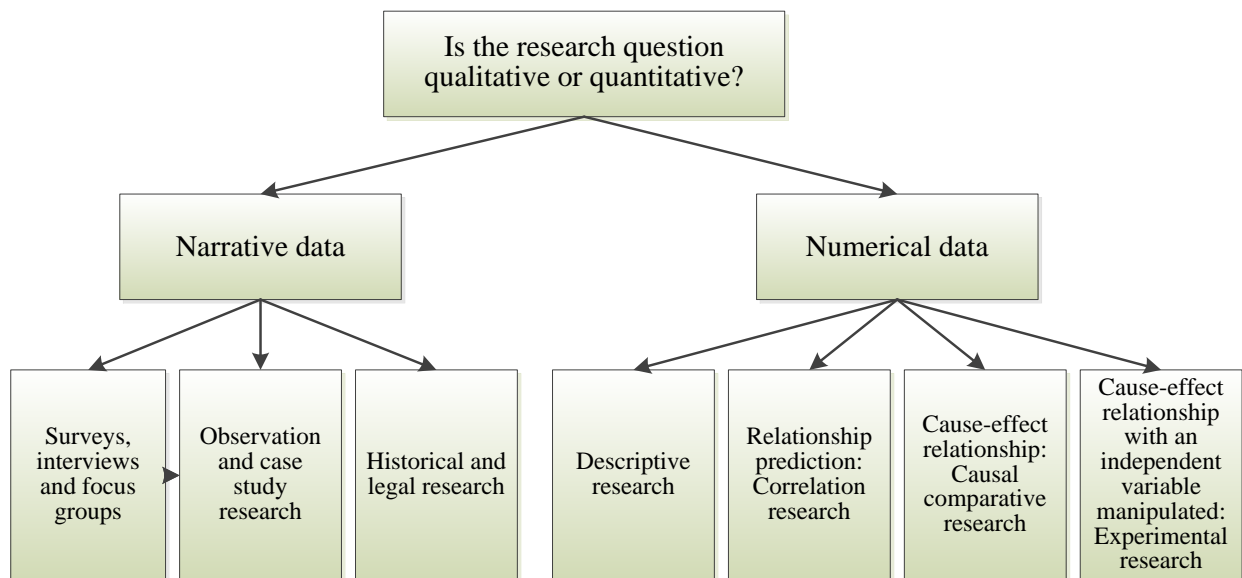 Is the research question
qualitative or quantitative?
Narrative data
Numerical data
Surveys,
interviews
and focus
groups
Observation
and case
study
research
Historical and
legal research
Descriptive
research
Relationship
prediction:
Correlation
research
Cause-effect
relationship:
Causal
comparative
research
Cause-effect
relationship
with an
independent
variable
manipulated:
Experimental
research